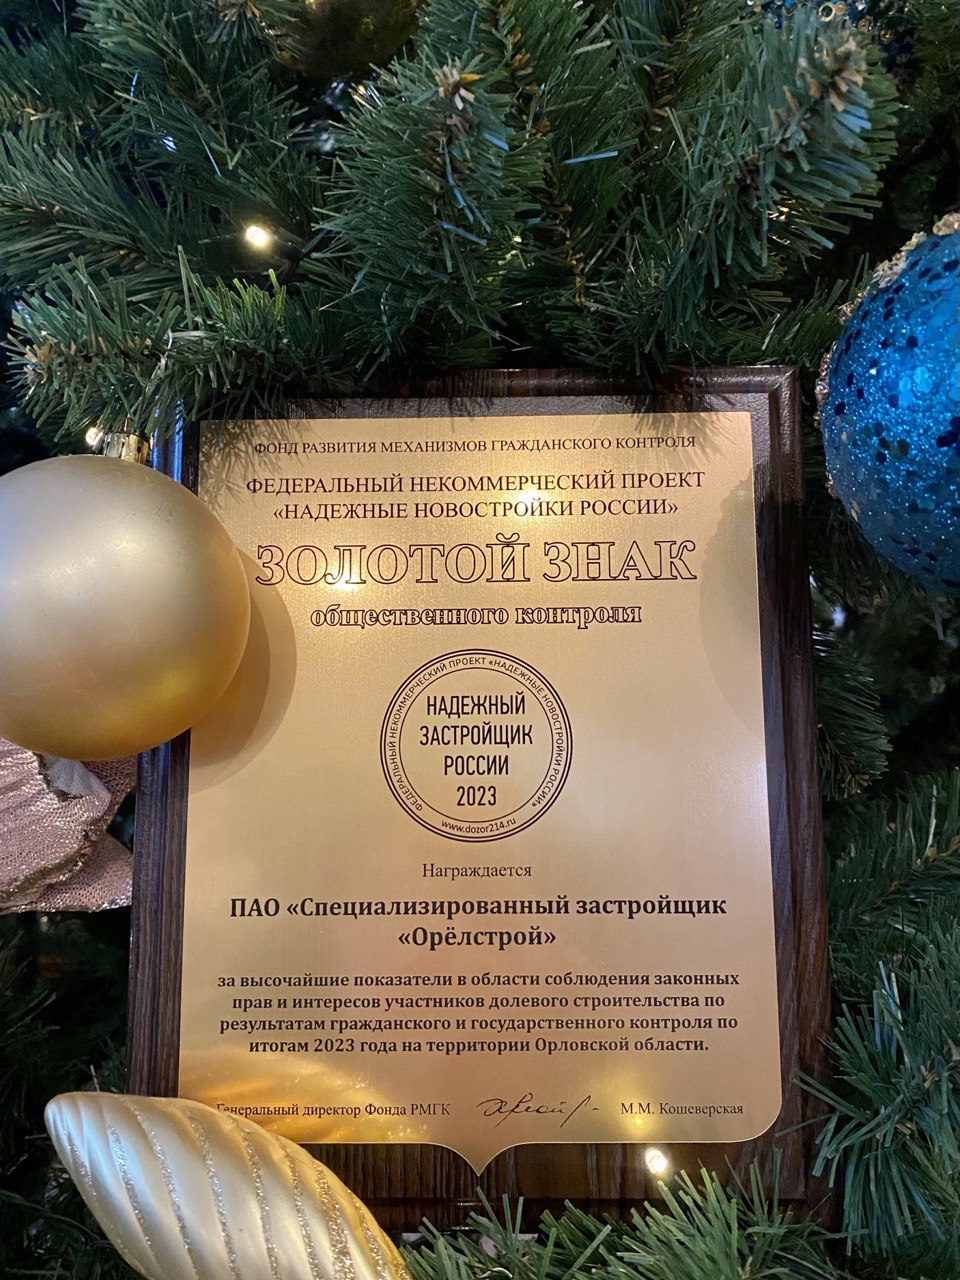 ФОНД РАЗВИТИЯ МЕХАНИЗМОВ ГРАЖДАНСКОГО КОНТРОЛЯ
ФЕДЕРАЛЬНЫЙ НЕКОММЕРЧЕСКИЙ ПРОЕКТ
«НАДЕЖНЫЕ НОВОСТРОЙКИ РОССИИ»
ЗОЛОТОЙ ЗНАК
общественного контроля
ФЕДЕРАЛЬНЫЙ НЕКОММЕРЧЕСКИЙ ПРОЕКТ «НАДЕЖНЫЕ НОВОСТРОЙКИ РОССИИ»
НАДЕЖНЫЙ
ЗАСТРОЙЩИК
РОССИИ
2023
www.dozor214.ru
Награждается
ПАО «Специализированный застройщик
«Орёлстрой»
за высочайшие показатели в области соблюдения законных
прав и интересов участников долевого строительства по
результатам гражданского и государственного контроля по
итогам 2023 года на территории Орловской области.
Генеральный директор Фонда РМГК М.М. Кошеверская